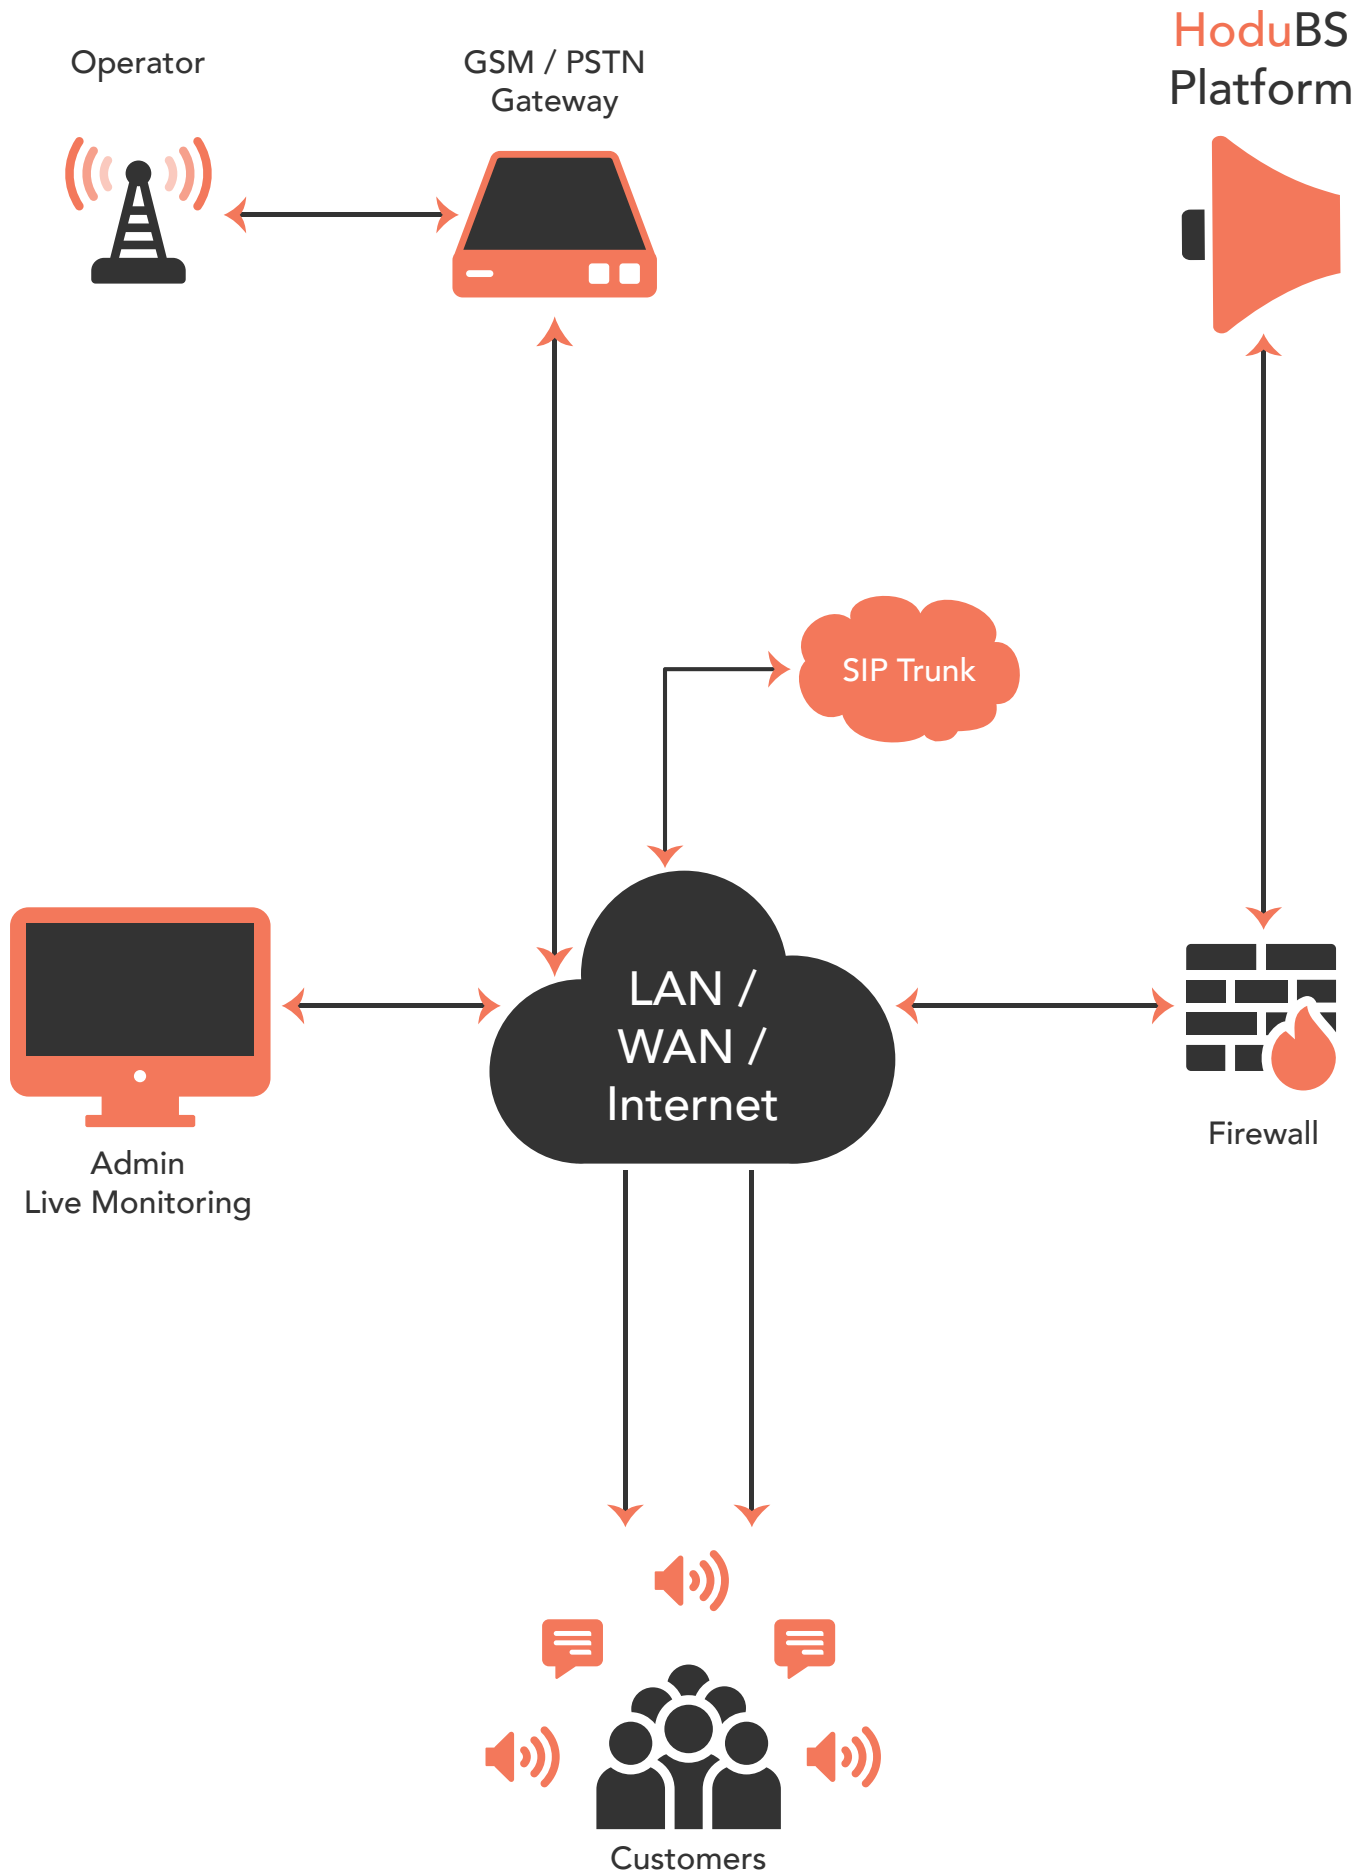 Operator
GSM / PSTN
Gateway
HoduBS
Platform
SIP Trunk
LAN /
WAN /
Internet
Admin
Live Monitoring
Firewall
Customers